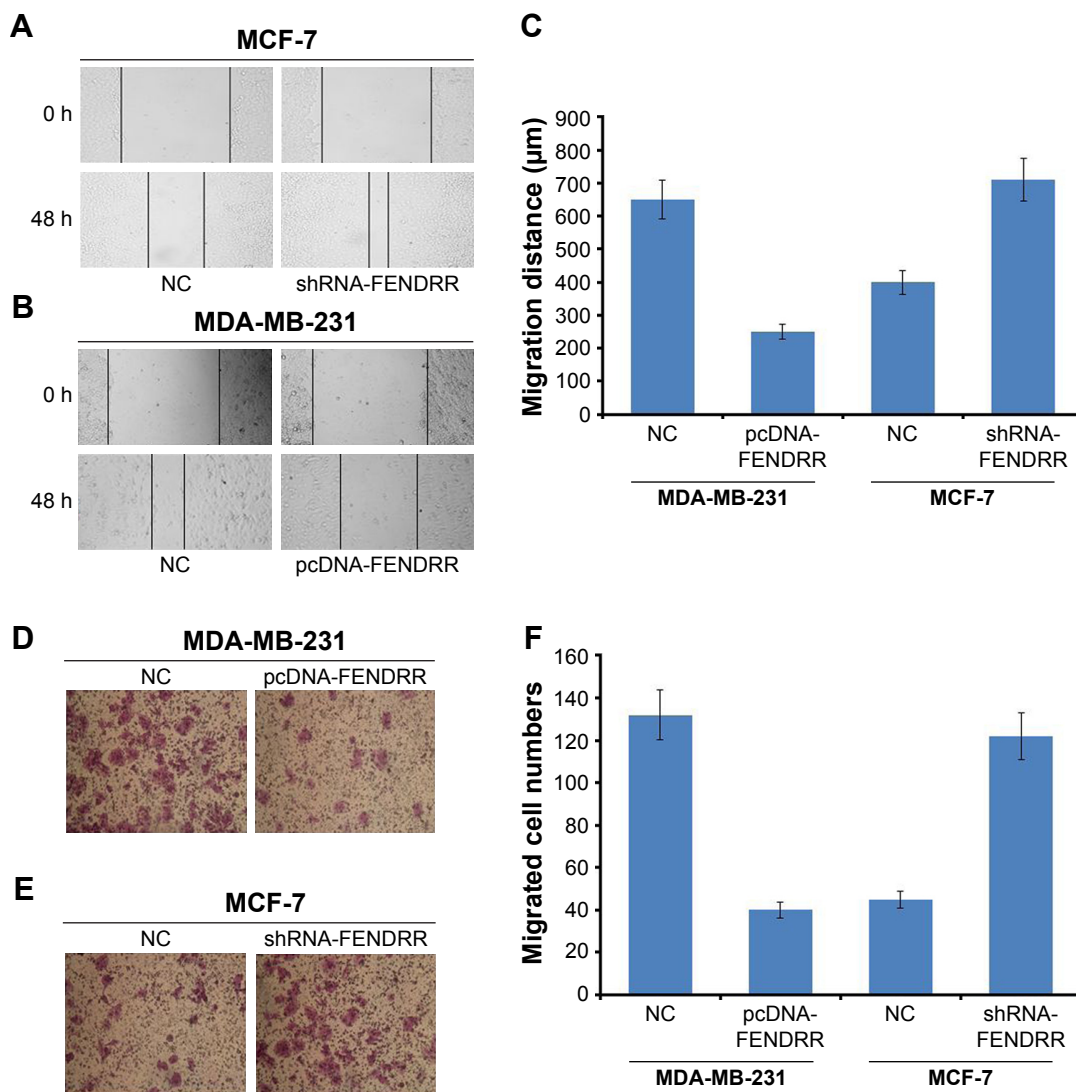 A
MCF-7
0 h
48 h
NC shRNA-FENDRR
B
MDA-MB-231
0 h
48 h
NC pcDNA-FENDRR
C
Migration distance (µm)
900
800
700
600
500
400
300
200
100
0
NC pcDNA-FENDRR NC shRNA-FENDRR
MDA-MB-231 MCF-7
D
MDA-MB-231
NC pcDNA-FENDRR
E
MCF-7
NC shRNA-FENDRR
F
Migrated cell numbers
160
140
120
100
80
60
40
20
0
NC pcDNA-FENDRR NC shRNA-FENDRR
MDA-MB-231 MCF-7